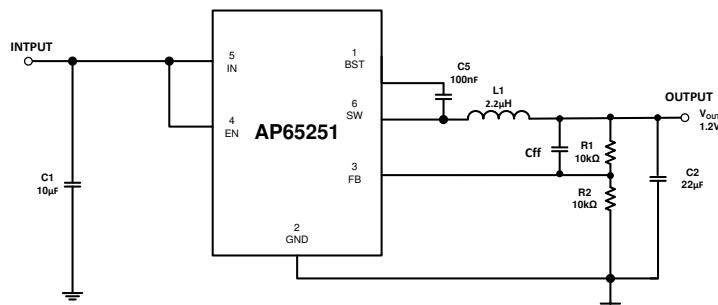 INTPUT
5
IN
4
EN
AP65251
1
BST
6
SW
3
FB
2
GND
C1
10μF
C5
100nF
L1
2.2μH
Cff
R1
10kΩ
R2
10kΩ
C2
22μF
OUTPUT
VOUT
1.2V